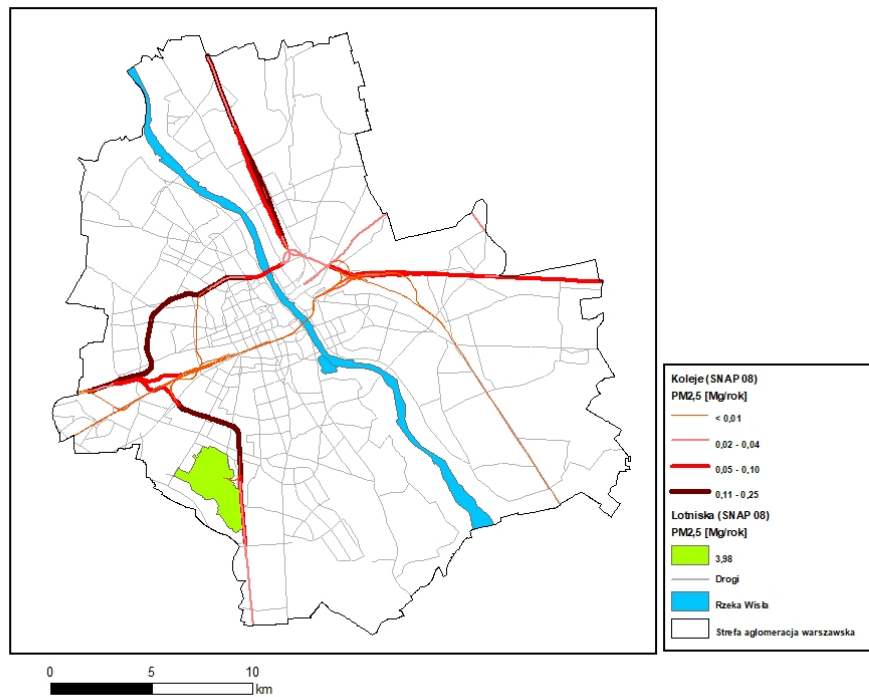 Koleje (SNAP 08)
PM2,5 [Mg/rok]
< 0,01
0,02 - 0,04
0,05 - 0,10
0,11 - 0,25
Lotniska (SNAP 08)
PM2,5 [Mg/rok]
3,98
Drogi
Rzeka Wisła
Strefa aglomeracja warszawska
0 5 10
km